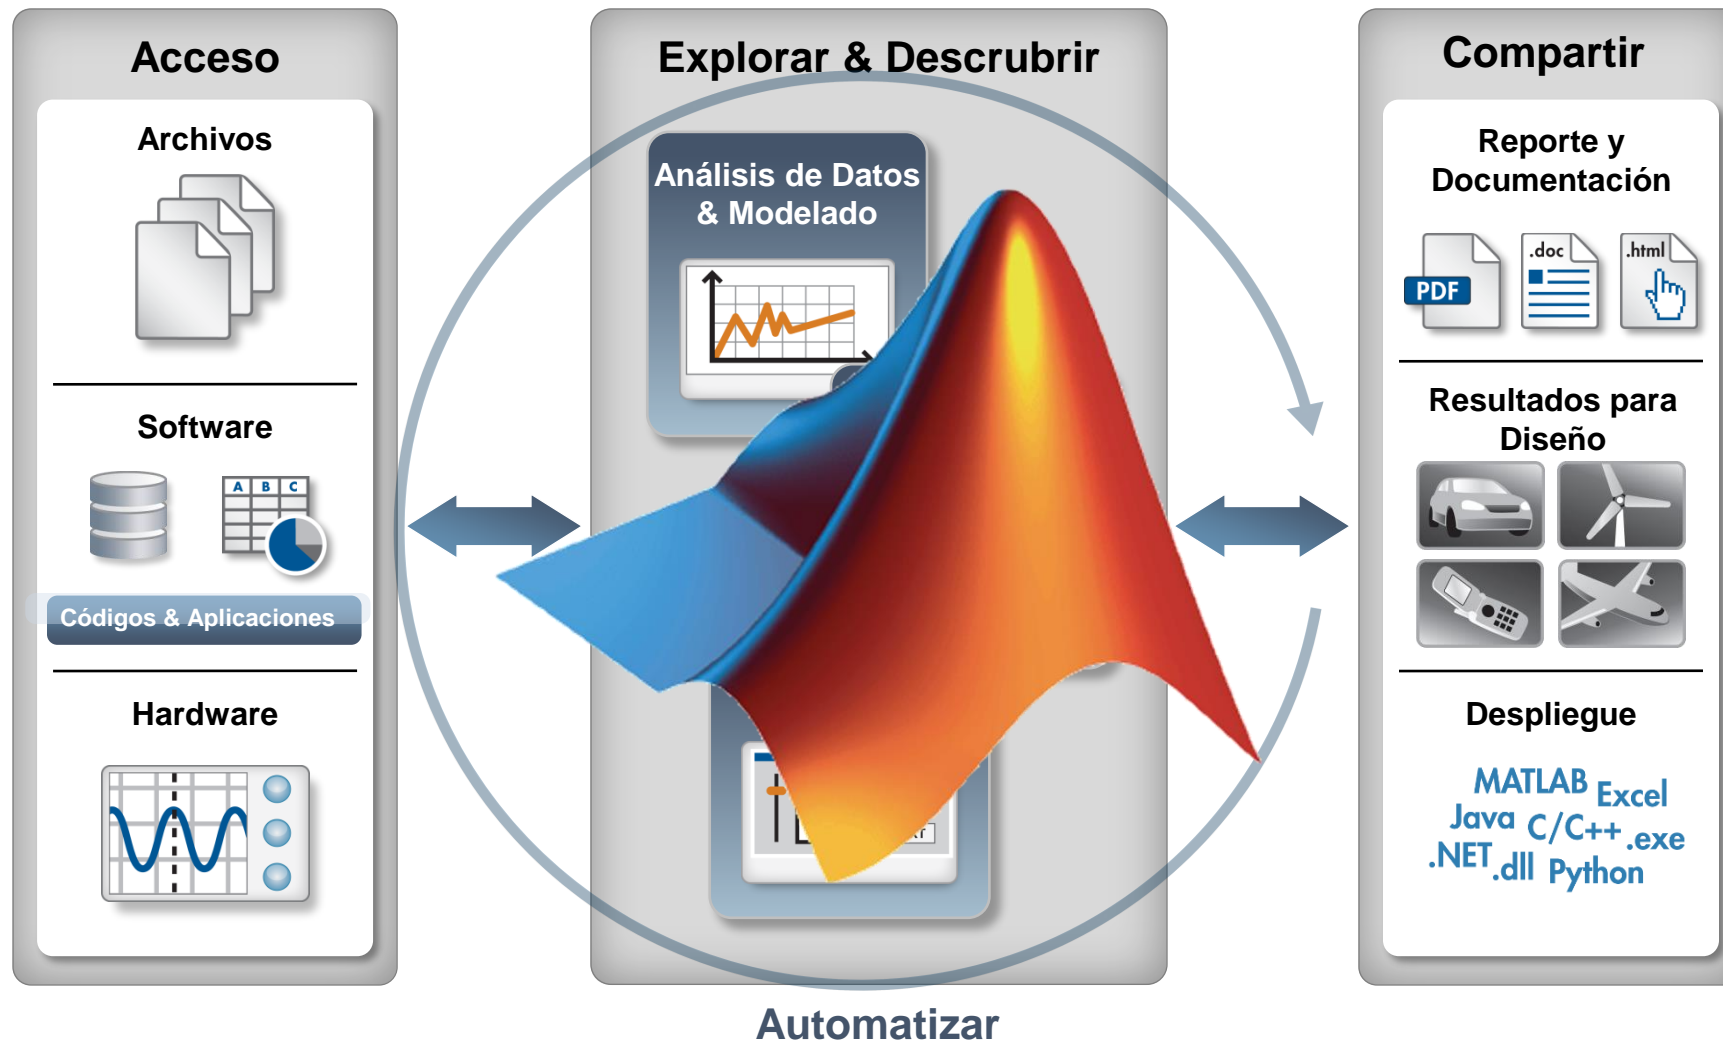 Acceso
Archivos
Software
A B C
Códigos & Aplicaciones
Hardware
Explorar & Descrubrir
Análisis de Datos
& Modelado
Automatizar
Compartir
Reporte y
Documentación
PDF
.doc
.html
Resultados para
Diseño
Despliegue
MATLAB Excel
Java C/C++ .exe
.NET .dll Python